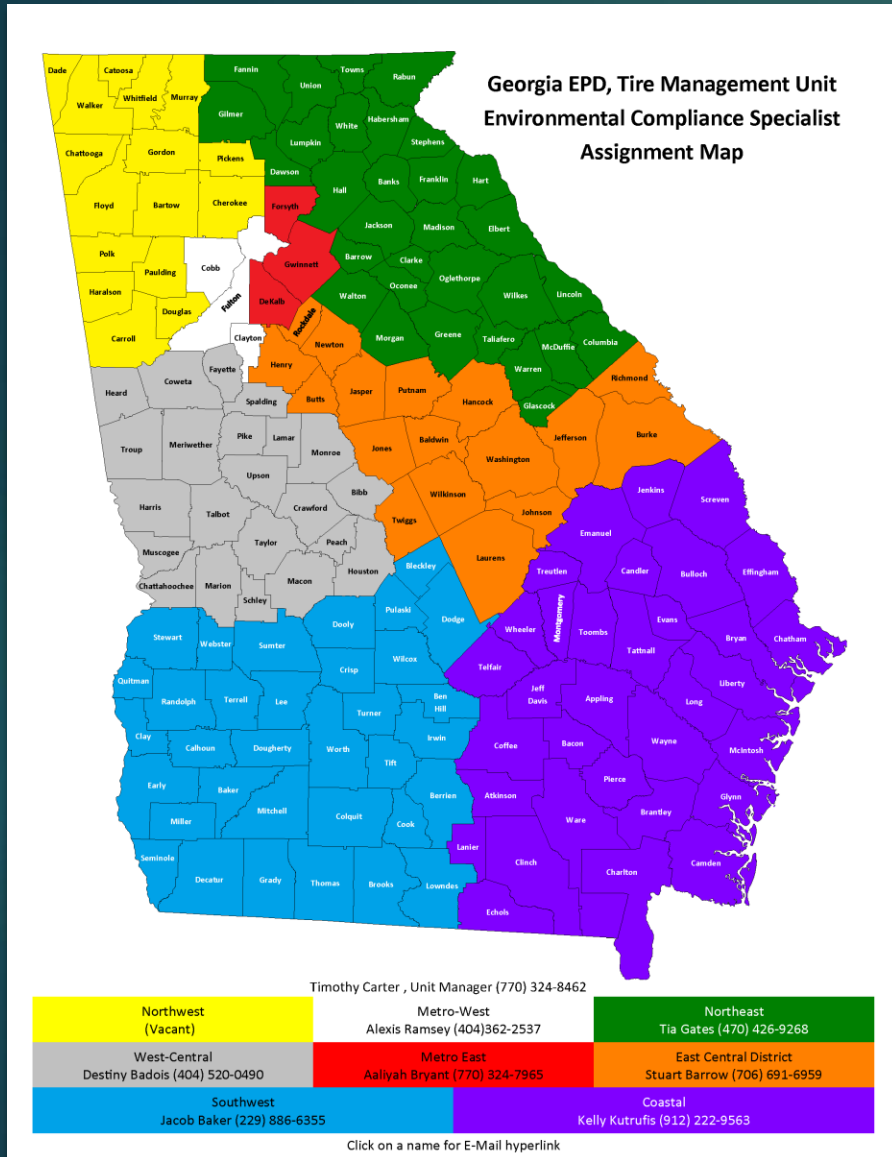 Georgia EPD, Tire Management Unit
Environmental Compliance Specialist
Assignment Map
Dade
Catoosa
Walker
Whitfield
Murray
Fannin
Union
Towns
Rabun
Gilmer
White
Habersham
Lumpkin
Stephens
Chattooga
Gordon
Pickens
Dawson
Hall
Banks
Franklin
Hart
Floyd
Bartow
Cherokee
Forsyth
Jackson
Madison
Elbert
Polk
Paulding
Cobb
Fulton
Gwinnett
Barrow
Clarke
Oconee
Oglethorpe
Wilkes
Lincoln
Haralson
Douglas
DeKalb
Rockdale
Walton
Carroll
Clayton
Newton
Morgan
Greene
Taliafero
McDuffie
Columbia
Warren
Heard
Coweta
Fayette
Henry
Spalding
Butts
Jasper
Putnam
Hancock
Glascock
Richmond
Troup
Meriwether
Pike
Lamar
Monroe
Jones
Baldwin
Jefferson
Burke
Upson
Washington
Harris
Talbot
Crawford
Bibb
Wilkinson
Jenkins
Screven
Twiggs
Johnson
Emanuel
Muscogee
Taylor
Peach
Laurens
Chattahoochee
Marion
Schley
Macon
Houston
Bleckley
Treutlen
Candler
Bulloch
Effingham
Stewart
Webster
Sumter
Dooly
Pulaski
Dodge
Wheeler
Montgomery
Toombs
Evans
Tattnall
Bryan
Chatham
Quitman
Crisp
Wilcox
Telfair
Randolph
Terrell
Lee
Turner
Ben
Hill
Jeff
Davis
Appling
Long
Liberty
Clay
Calhoun
Dougherty
Worth
Irwin
Coffee
Bacon
Wayne
McIntosh
Early
Baker
Mitchell
Tift
Berrien
Atkinson
Pierce
Glynn
Miller
Colquit
Cook
Ware
Brantley
Seminole
Decatur
Grady
Thomas
Brooks
Lowndes
Lanier
Clinch
Echols
Charlton
Camden
Timothy Carter , Unit Manager (770) 324-8462
Northwest
(Vacant)
Metro-West
Alexis Ramsey (404)362-2537
Northeast
Tia Gates (470) 426-9268
West-Central
Destiny Badois (404) 520-0490
Metro East
Aaliyah Bryant (770) 324-7965
East Central District
Stuart Barrow (706) 691-6959
Southwest
Jacob Baker (229) 886-6355
Coastal
Kelly Kutrufis (912) 222-9563
Click on a name for E-Mail hyperlink